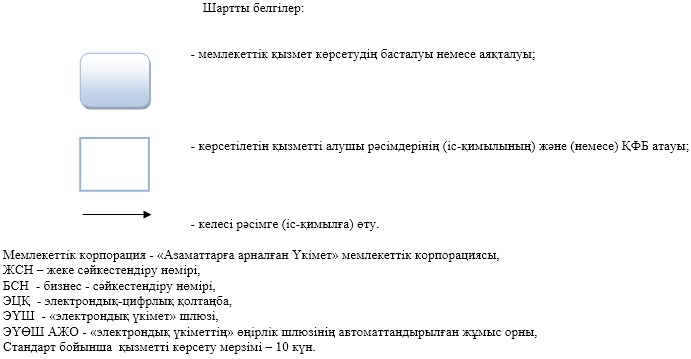 Шартты белгілер:
- мемлекеттік қызмет көрсетудің басталуы немесе аяқталуы;
- көрсетілетін қызметті алушы рәсімдерінің (іс-қимылының) және (немесе) ҚФБ атауы;
- келесі рәсімге (іс-қимылға) өту.
Мемлекеттік корпорация - «Азаматтарға арналған Үкімет» мемлекеттік корпорациясы,
ЖСН – жеке сәйкестендіру нөмірі,
БСН - бизнес - сәйкестендіру нөмірі,
ЭЦҚ - электрондық-цифрлық қолтаңба,
ЭҮШ - «электрондық үкімет» шлюзі,
ЭҮӨШ АЖО - «электрондық үкіметтің» өңірлік шлюзінің автоматтандырылған жұмыс орны,
Стандарт бойынша қызметті көрсету мерзімі – 10 күн.